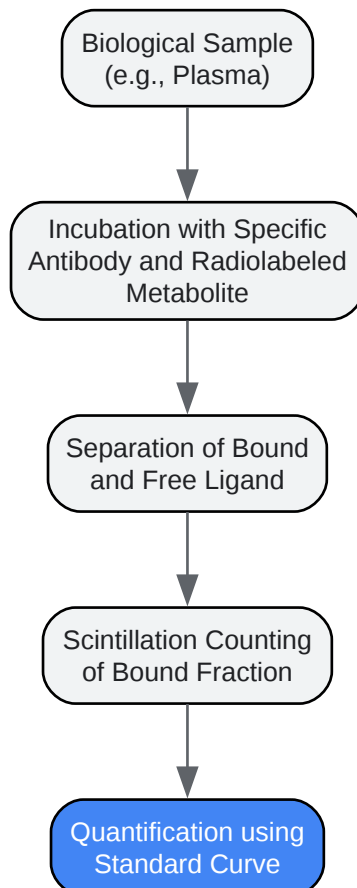 Biological Sample
(e.g., Plasma)
Incubation with Specific
Antibody and Radiolabeled
Metabolite
Separation of Bound
and Free Ligand
Scintillation Counting
of Bound Fraction
Quantification using
Standard Curve